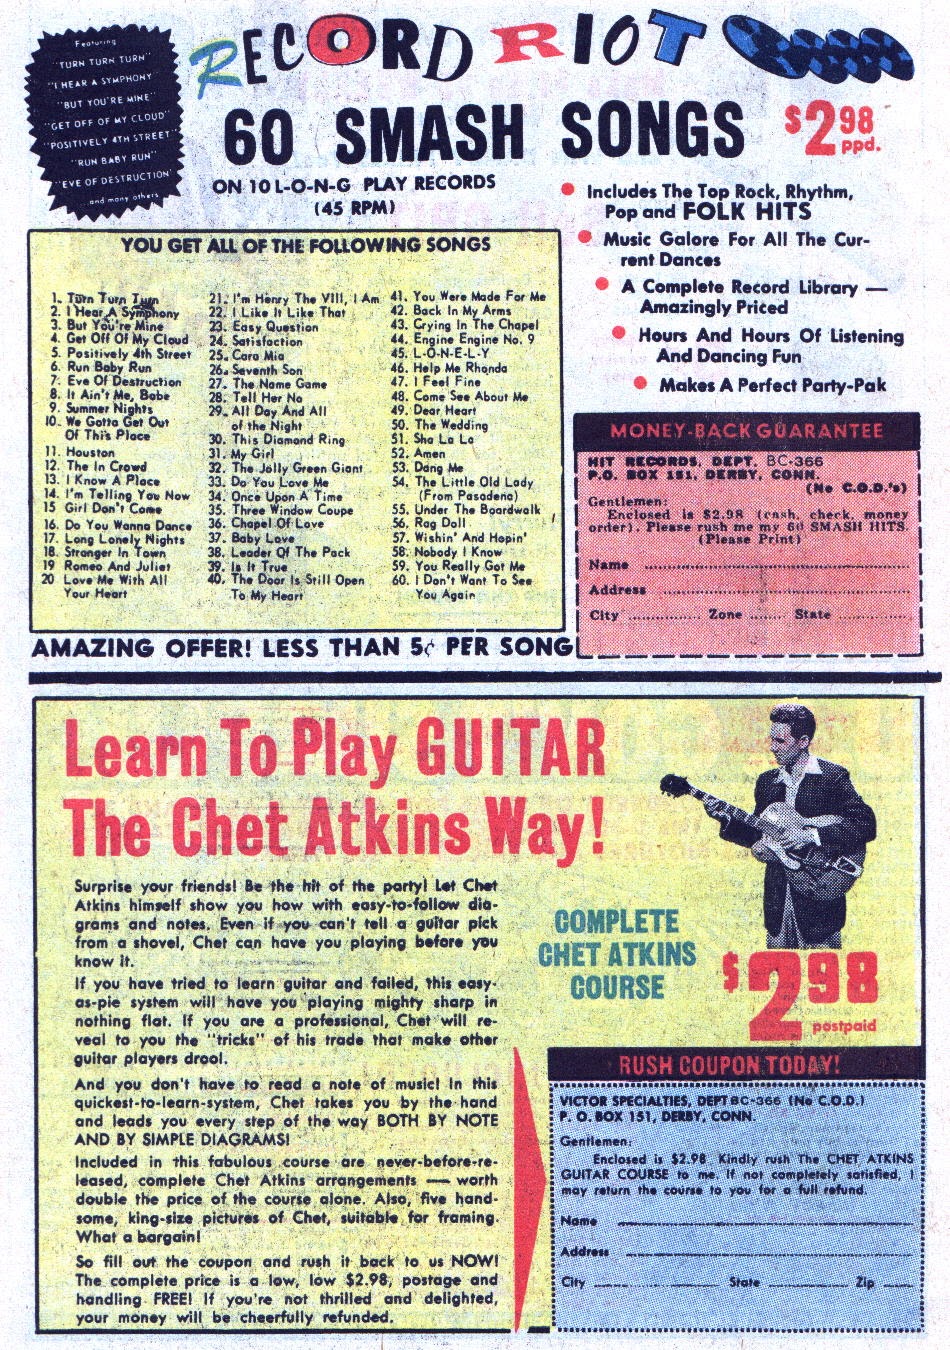 Featuring
"TURN TURN TURN"
"I HEAR A SYMPHONY
"BUT YOU'RE MINE"
"GET OFF OF MY CLOUD"
"POSITIVELY 4TH STREET"
"RUN BABY RUN"
"EVE OF DESTRUCTION"
and many others
RECORD RIOT
60 SMASH SONGS
$2.98 ppd.
ON 10 L-O-N-G PLAY RECORDS
(45 RPM)
• Includes The Top Rock, Rhythm,
Pop and FOLK HITS
• Music Galore For All The Cur-
rent Dances
• A Complete Record Library —
Amazingly Priced
• Hours And Hours Of Listening
And Dancing Fun
• Makes A Perfect Party-Pak
YOU GET ALL OF THE FOLLOWING SONGS
1. Turn Turn Turn
2. I Hear A Symphony
3. But You're Mine
4. Get Off Of My Cloud
5. Positively 4th Street
6. Run Baby Run
7. Eve Of Destruction
8. It Ain't Me, Babe
9. Summer Nights
10. We Gotta Get Out
Of This Place
11. Houston
12. The In Crowd
13. I Know A Place
14. I'm Telling You Now
15 Girl Don't Come
16. Do You Wanna Dance
17. Long Lonely Nights
18. Stranger In Town
19 Romeo And Juliet
20 Love Me With All
Your Heart
21. I'm Henry The VIII, I Am
22. I Like It Like That
23. Easy Question
24. Satisfaction
25. Cara Mia
26. Seventh Son
27. The Name Game
28. Tell Her No
29. All Day And All
of the Night
30. This Diamond Ring
31. My Girl
32. The Jolly Green Giant
33. Do You Love Me
34. Once Upon A Time
35. Three Window Coupe
36. Chapel Of Love
37. Baby Love
38. Leader Of The Pack
39. Is It True
40. The Door Is Still Open
To My Heart
41. You Were Made For Me
42. Back In My Arms
43. Crying In The Chapel
44. Engine Engine No. 9
45. L-O-N-E-L-Y
46. Help Me Rhonda
47. I Feel Fine
48. Come See About Me
49. Dear Heart
50. The Wedding
51. Sha La La
52. Amen
53. Dang Me
54. The Little Old Lady
(From Pasadena)
55. Under The Boardwalk
56. Rag Doll
57. Wishin' And Hopin'
58. Nobody I Know
59. You Really Got Me
60. I Don't Want To See
You Again
AMAZING OFFER! LESS THAN 5¢ PER SONG
MONEY-BACK GUARANTEE
HIT RECORDS, DEPT. BC-366
P.O. BOX 151, DERBY, CONN.
(No C.O.D.'s)
Gentlemen:
Enclosed is $2.98 (cash, check, money
order). Please rush me my 60 SMASH HITS.
(Please Print)
Name
Address
City Zone State
Learn To Play GUITAR
The Chet Atkins Way!
Surprise your friends! Be the hit of the party! Let Chet
Atkins himself show you how with easy-to-follow dia-
grams and notes. Even if you can't tell a guitar pick
from a shovel, Chet can have you playing before you
know it.
If you have tried to learn guitar and failed, this easy-
as-pie system will have you playing mighty sharp in
nothing flat. If you are a professional, Chet will re-
veal to you the "tricks" of his trade that make other
guitar players drool.
And you don't have to read a note of music! In this
quickest-to-learn-system, Chet takes you by the hand
and leads you every step of the way BOTH BY NOTE
AND BY SIMPLE DIAGRAMS!
Included in this fabulous course are never-before-re-
leased, complete Chet Atkins arrangements — worth
double the price of the course alone. Also, five hand-
some, king-size pictures of Chet, suitable for framing.
What a bargain!
So fill out the coupon and rush it back to us NOW!
The complete price is a low, low $2.98, postage and
handling FREE! If you're not thrilled and delighted,
your money will be cheerfully refunded.
COMPLETE
CHET ATKINS
COURSE
$2 98
postpaid
RUSH COUPON TODAY!
VICTOR SPECIALTIES, DEPT BC-366 (No C.O.D.)
P. O. BOX 151, DERBY, CONN.
Gentlemen:
Enclosed is $2.98 Kindly rush The CHET ATKINS
GUITAR COURSE to me. If not completely satisfied, I
may return the course to you for a full refund.
Name
Address
City State Zip